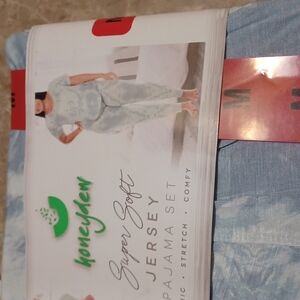 honeydew
Super Soft
JERSEY
PAJAMA SET
STRETCH • COMFY
M